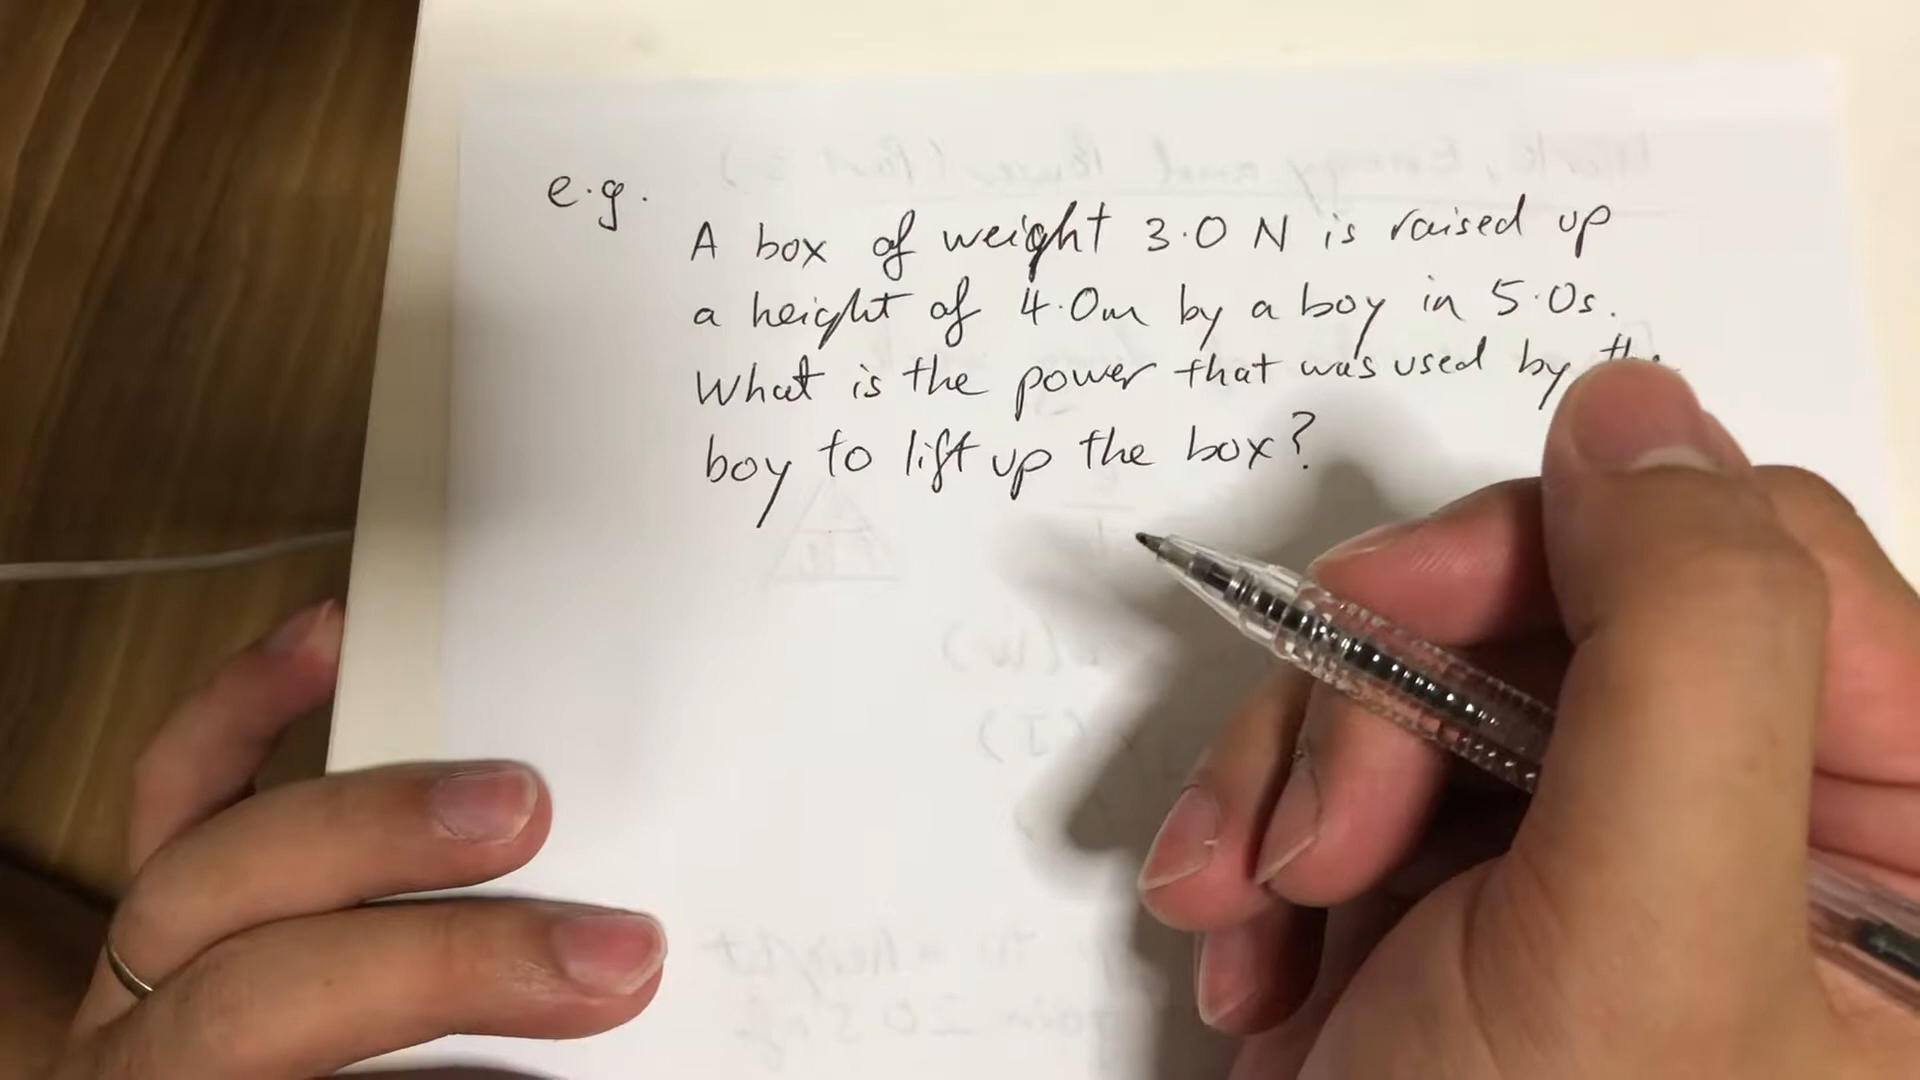 e.g.
A box of weight 3.0 N is raised up
a height of 4.0m by a boy in 5.0s.
What is the power that was used by the
boy to lift up the box?